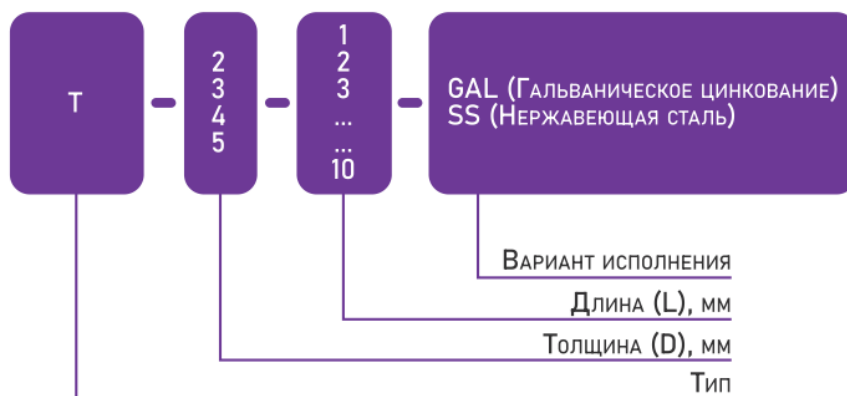 Т
2
3
4
5
1
2
3
...
...
10
GAL (Гальваническое цинкование)
SS (Нержавеющая сталь)
Вариант исполнения
Длина (L), мм
Толщина (D), мм
Тип